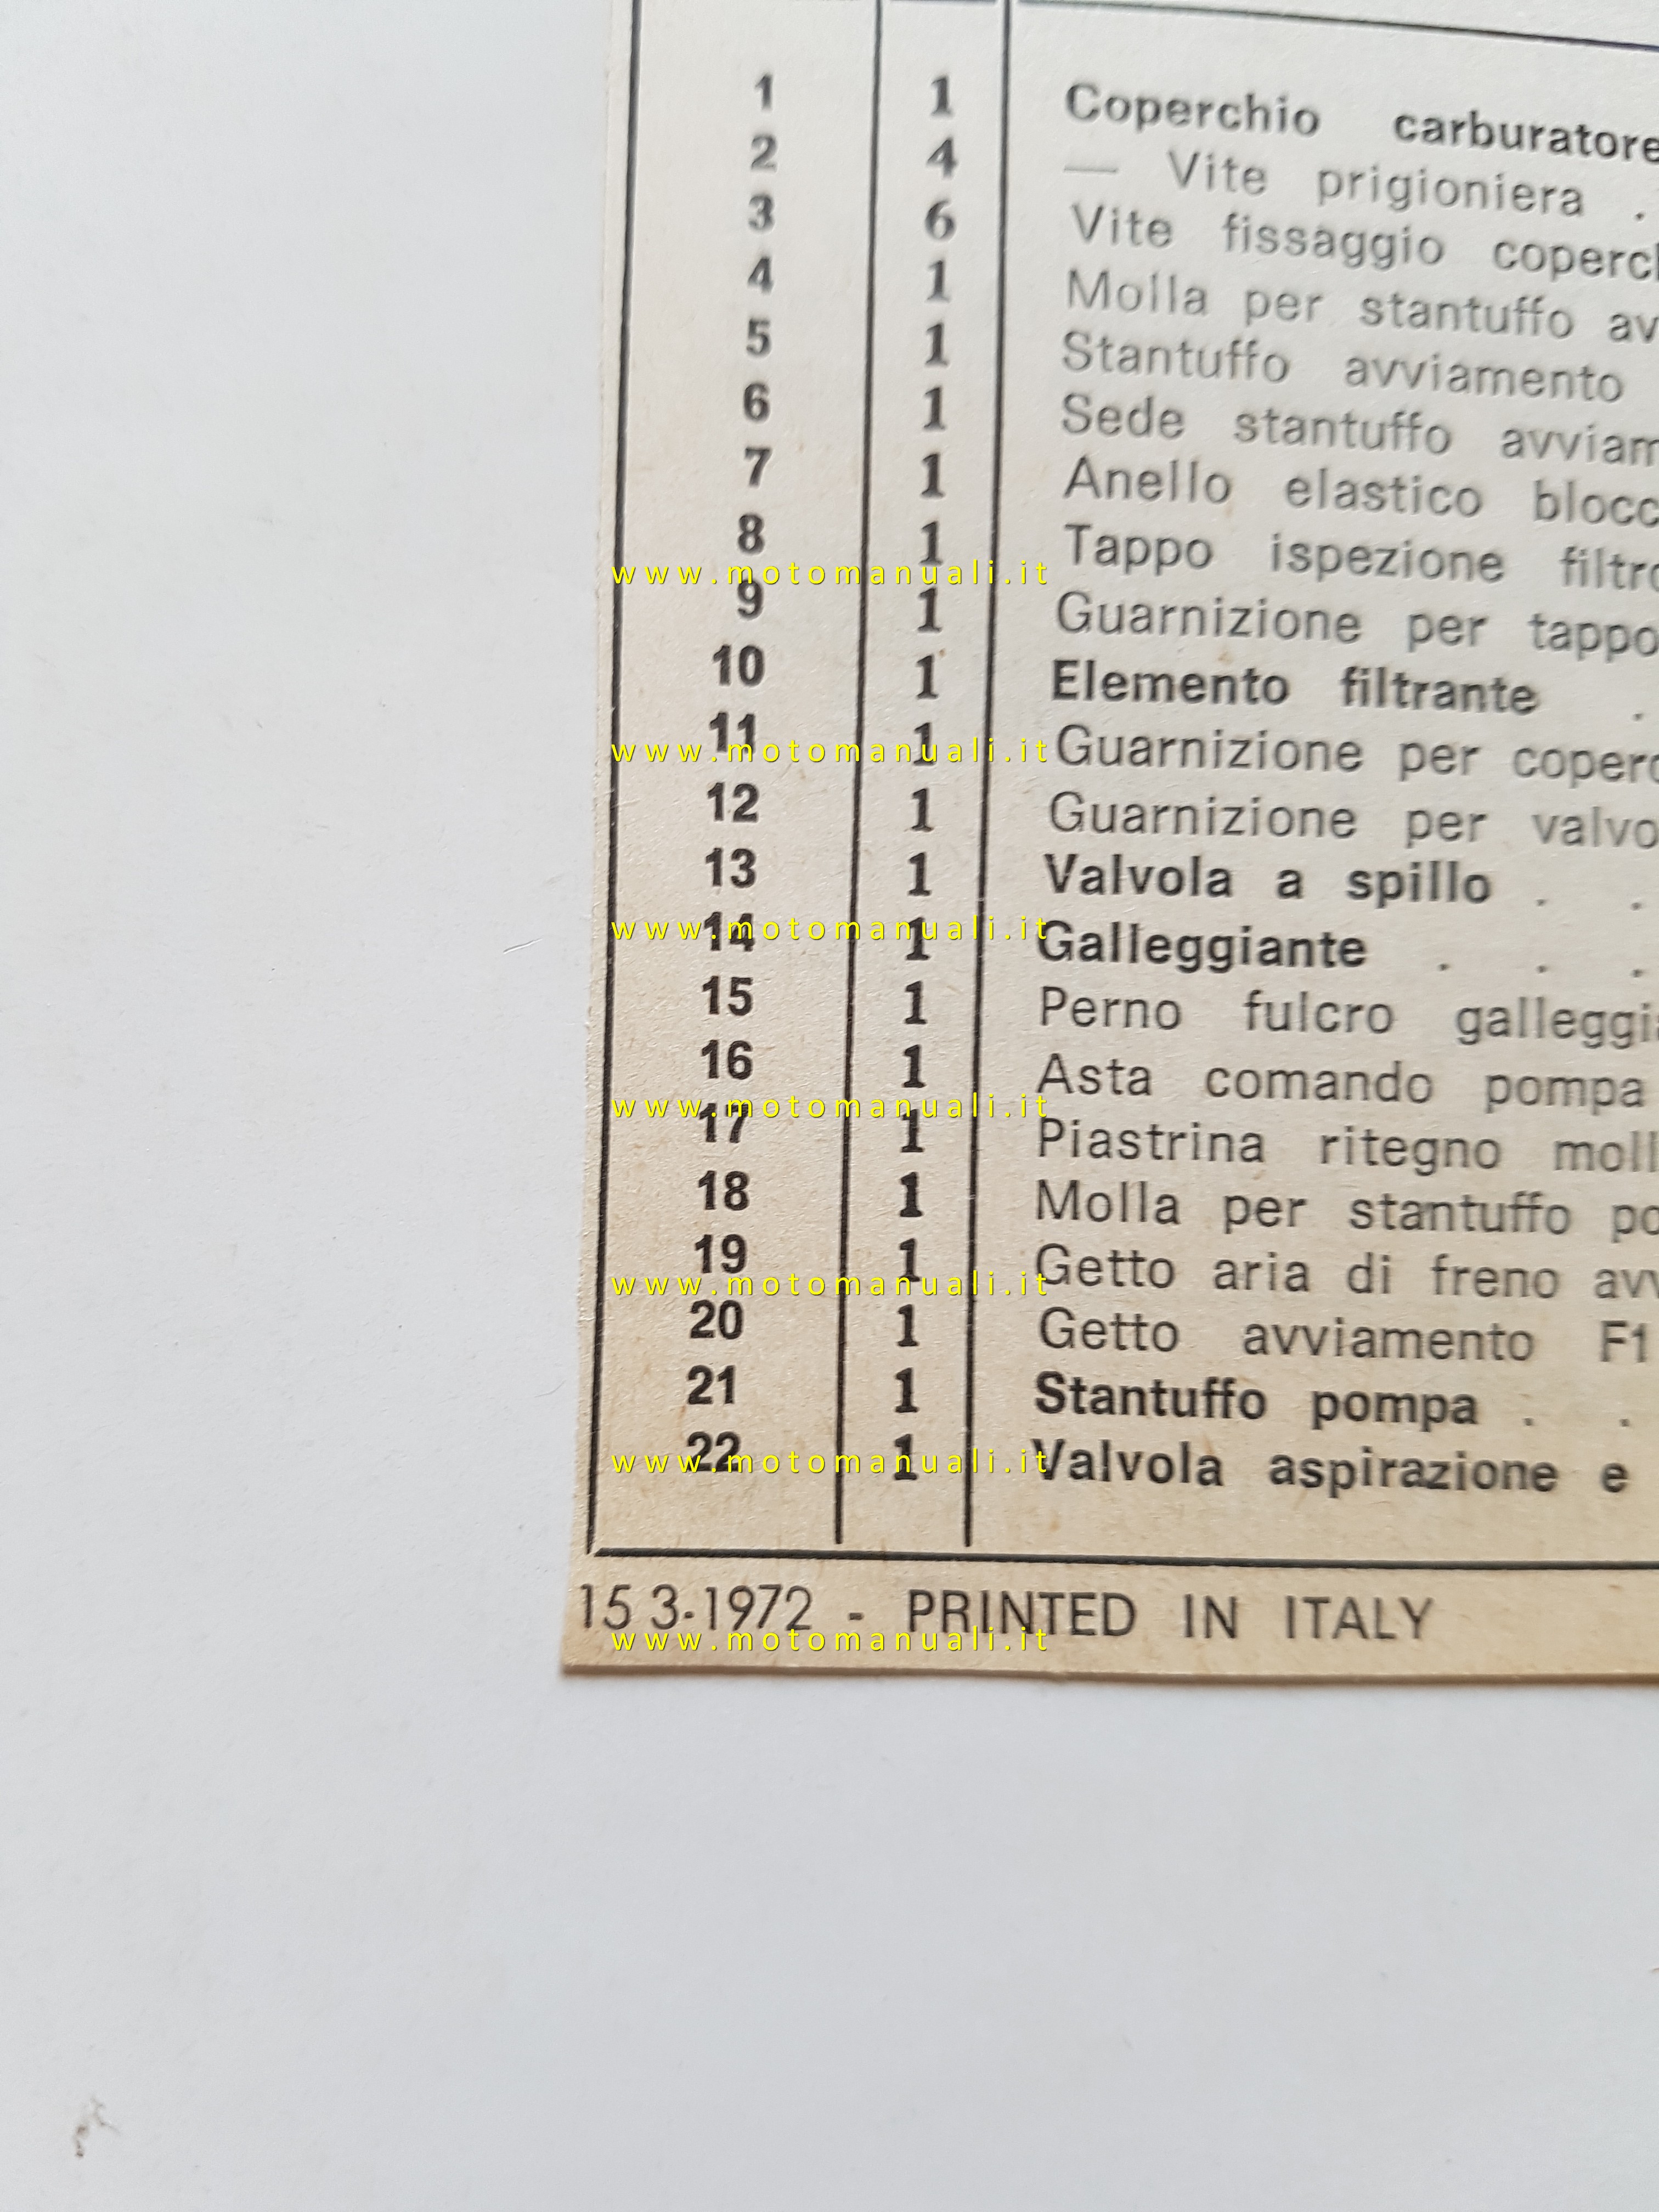 1 1 Coperchio carburatore
2 4 — Vite prigioniera .
3 6 Vite fissaggio coperch
4 1 Molla per stantuffo av
5 1 Stantuffo avviamento
6 1 Sede stantuffo avviam
7 1 Anello elastico blocc
8 1 Tappo ispezione filtro
www.motomanuali.it
9 1 Guarnizione per tappo
10 1 Elemento filtrante .
11 1 Guarnizione per coperc
www.motomanuali.it
12 1 Guarnizione per valvo
13 1 Valvola a spillo . .
14 1 Galleggiante . . .
www.motomanuali.it
15 1 Perno fulcro galleggia
16 1 Asta comando pompa
www.motomanuali.it
17 1 Piastrina ritegno moll
18 1 Molla per stantuffo po
19 1 Getto aria di freno avv
www.motomanuali.it
20 1 Getto avviamento F1
21 1 Stantuffo pompa . .
22 1 Valvola aspirazione e
www.motomanuali.it
15 3-1972 - PRINTED IN ITALY
www.motomanuali.it